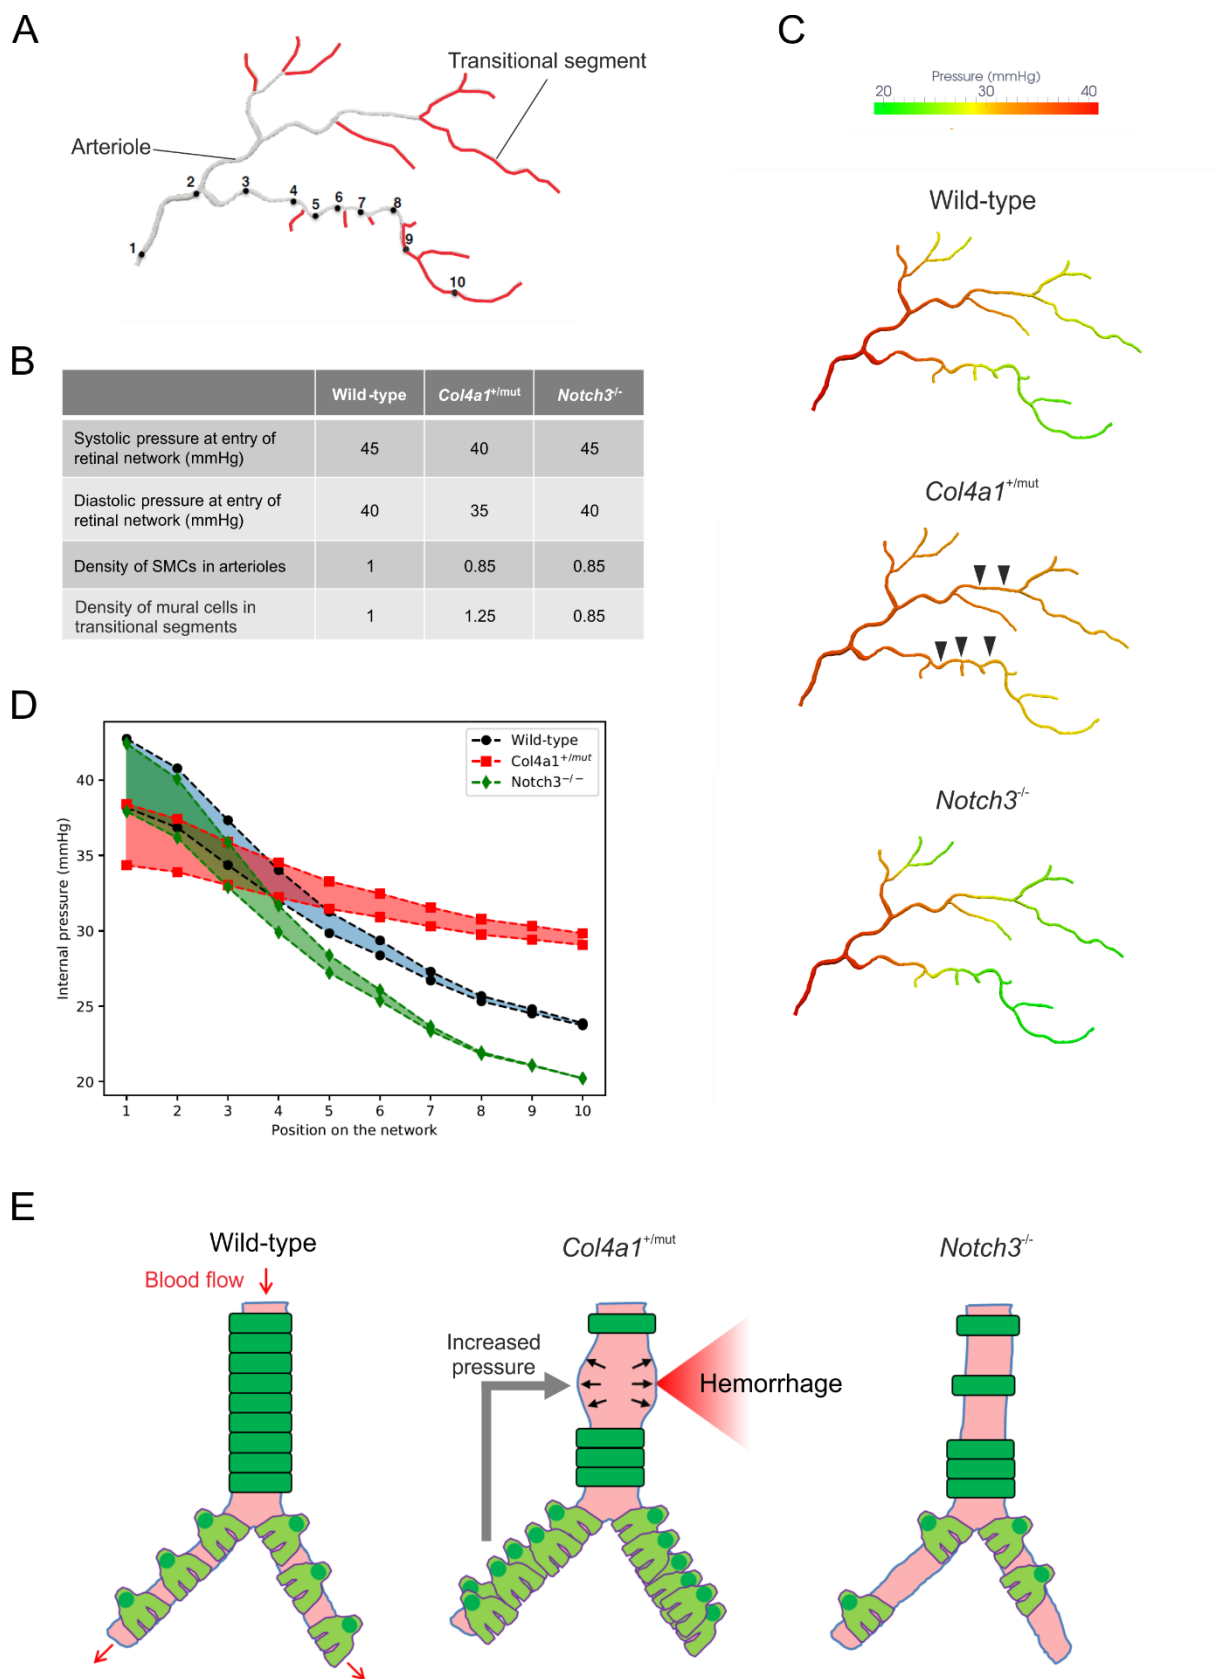 A
Transitional segment
Arteriole
1
2
3
4
5
6
7
8
9
10
B
Wild-type Col4a1+/mut Notch3-/-
Systolic pressure at entry of
retinal network (mmHg) 45 40 45
Diastolic pressure at entry of
retinal network (mmHg) 40 35 40
Density of SMCs in arterioles 1 0.85 0.85
Density of mural cells in
transitional segments 1 1.25 0.85
C
Pressure (mmHg)
20 30 40
Wild-type
Col4a1+/mut
Notch3-/-
D
Wild-type
Col4a1+/mut
Notch3−/−
Internal pressure (mmHg)
40
35
30
25
20
1 2 3 4 5 6 7 8 9 10
Position on the network
E
Wild-type
Blood flow
Col4a1+/mut
Increased
pressure
Hemorrhage
Notch3-/-